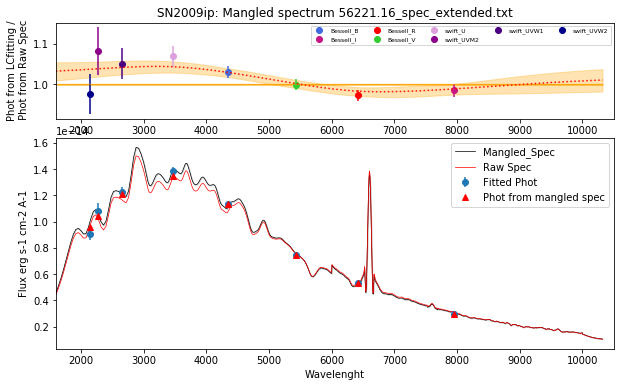 SN2009ip: Mangled spectrum 56221.16_spec_extended.txt
Phot from LCfitting /
Phot from Raw Spec
1.1
1.0
Bessell_B
Bessell_I
Bessell_R
Bessell_V
swift_U
swift_UVM2
swift_UVW1
swift_UVW2
2000 3000 4000 5000 6000 7000 8000 9000 10000
1e−14
Flux erg s-1 cm-2 A-1
1.6
1.4
1.2
1.0
0.8
0.6
0.4
0.2
Mangled_Spec
Raw Spec
Fitted Phot
Phot from mangled spec
2000 3000 4000 5000 6000 7000 8000 9000 10000
Wavelenght